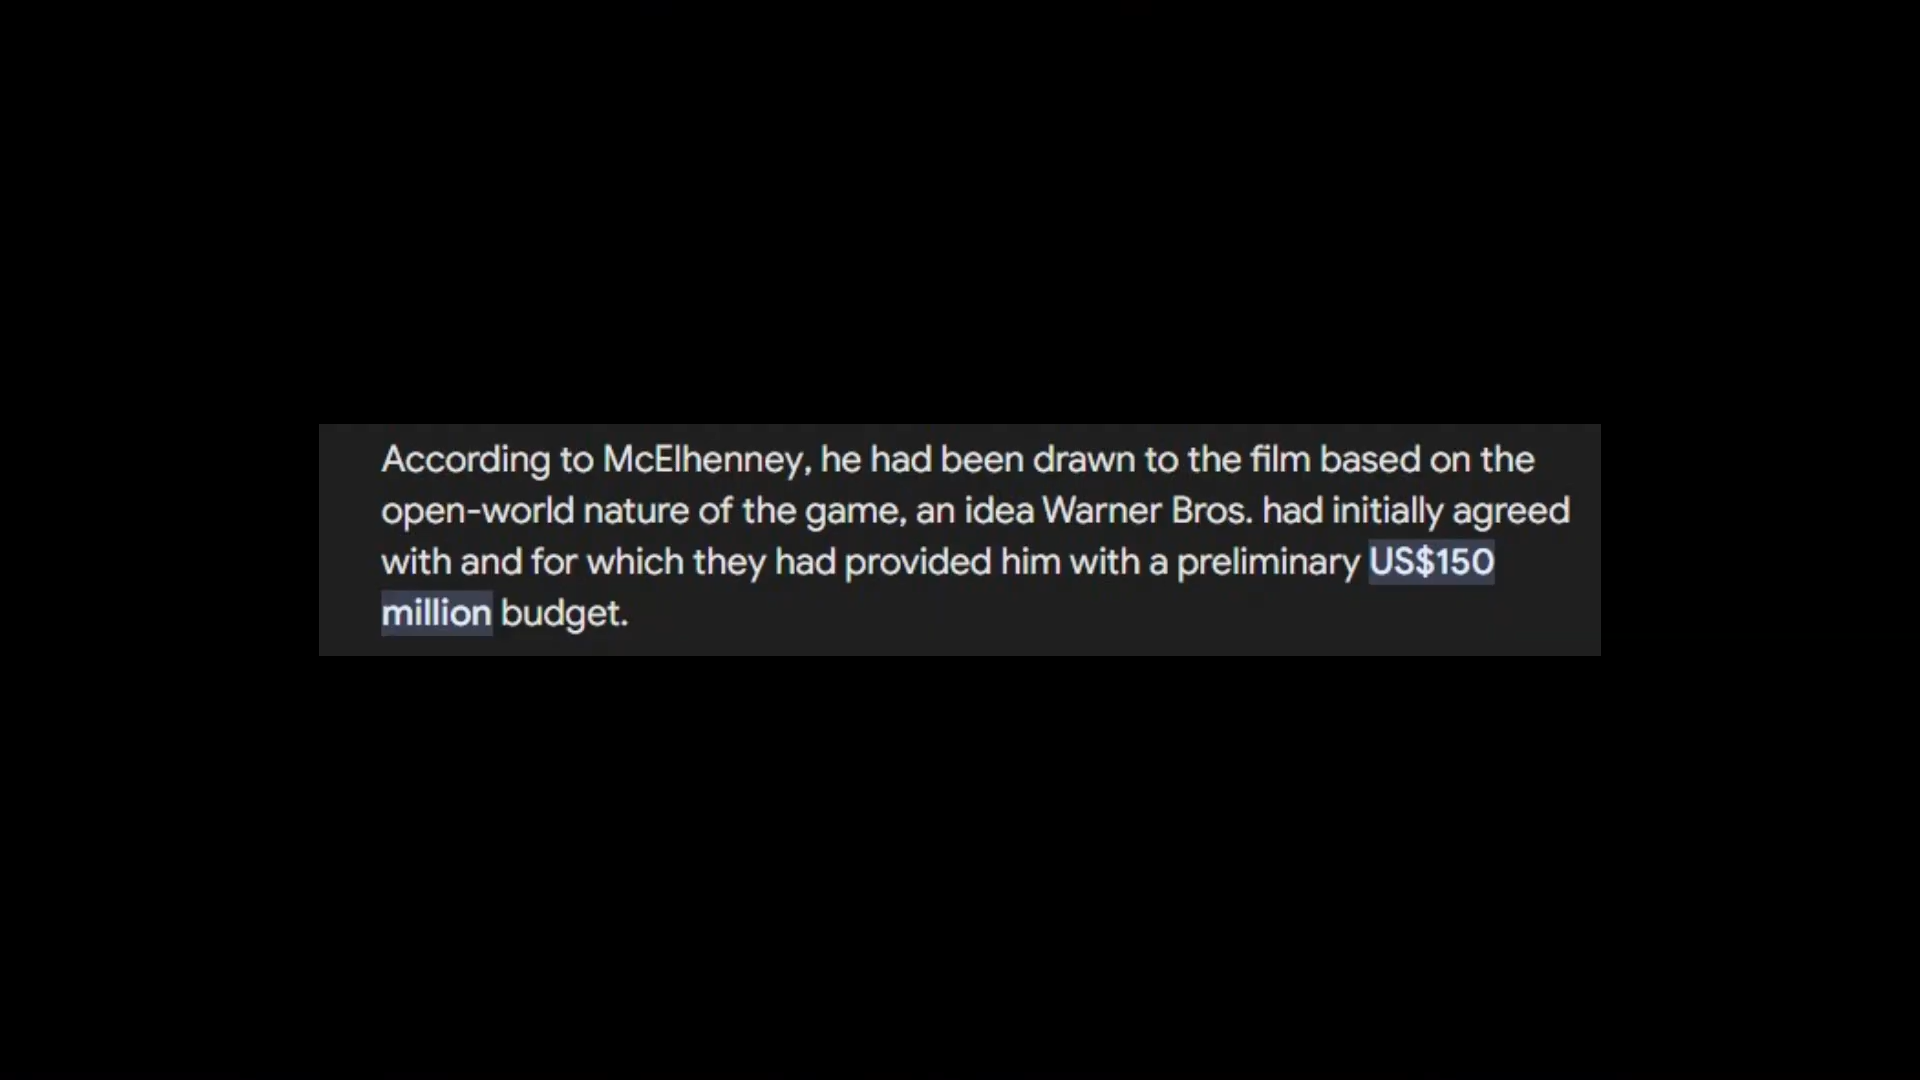 According to McElhenney, he had been drawn to the film based on the
open-world nature of the game, an idea Warner Bros. had initially agreed
with and for which they had provided him with a preliminary US$150
million budget.